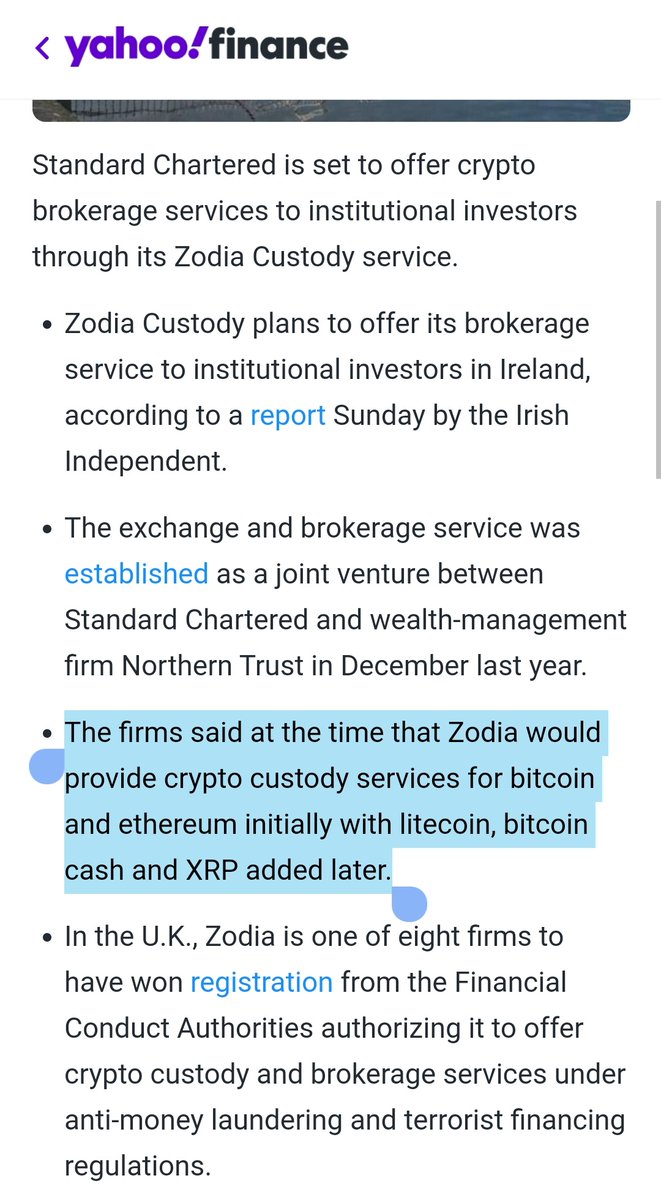 yahoo!finance
Standard Chartered is set to offer crypto
brokerage services to institutional investors
through its Zodia Custody service.
• Zodia Custody plans to offer its brokerage
service to institutional investors in Ireland,
according to a report Sunday by the Irish
Independent.
• The exchange and brokerage service was
established as a joint venture between
Standard Chartered and wealth-management
firm Northern Trust in December last year.
• The firms said at the time that Zodia would
provide crypto custody services for bitcoin
and ethereum initially with litecoin, bitcoin
cash and XRP added later.
• In the U.K., Zodia is one of eight firms to
have won registration from the Financial
Conduct Authorities authorizing it to offer
crypto custody and brokerage services under
anti-money laundering and terrorist financing
regulations.